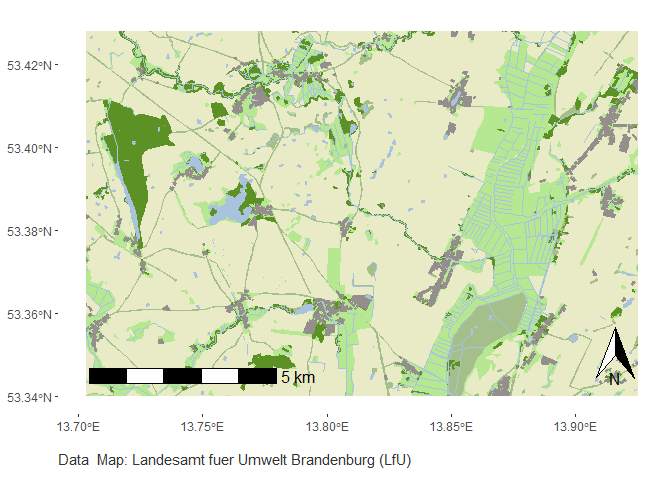 53.42°N
53.40°N
53.38°N
53.36°N
53.34°N
5 km
N
13.70°E
13.75°E
13.80°E
13.85°E
13.90°E
Data  Map: Landesamt fuer Umwelt Brandenburg (LfU)